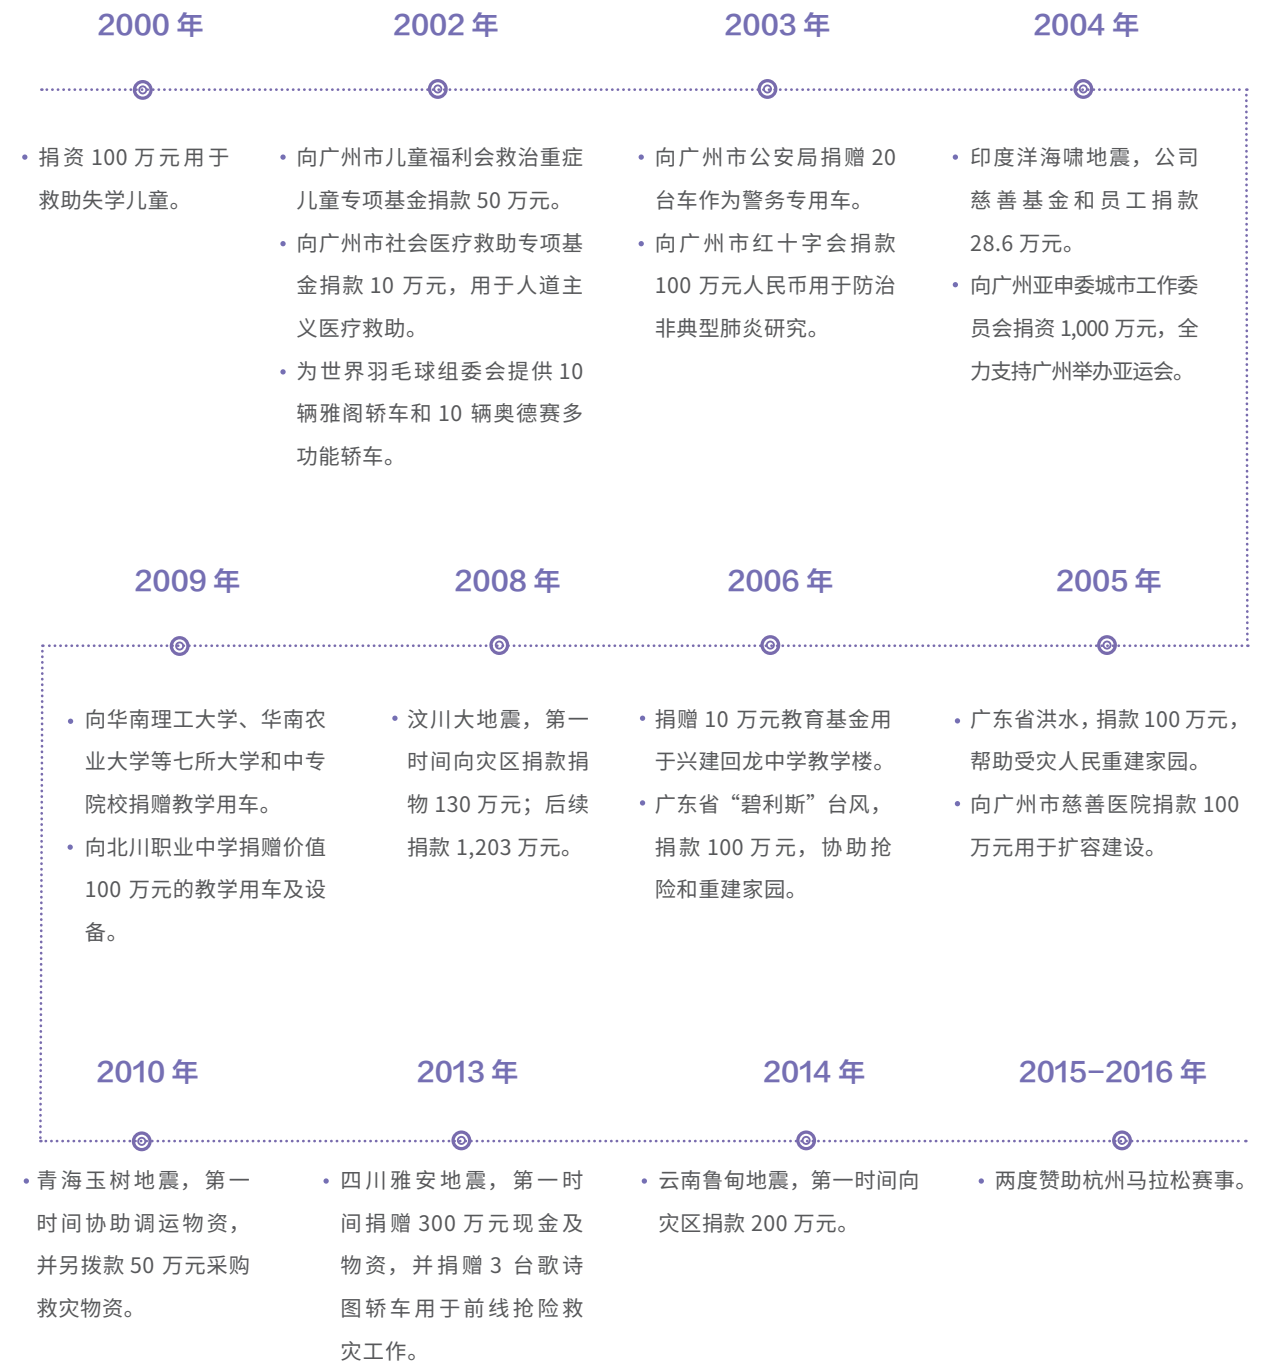 2000 年
• 捐资 100 万元用于
救助失学儿童。
2002 年
• 向广州市儿童福利会救治重症
儿童专项基金捐款 50 万元。
• 向广州市社会医疗救助专项基
金捐款 10 万元，用于人道主
义医疗救助。
• 为世界羽毛球组委会提供 10
辆雅阁轿车和 10 辆奥德赛多
功能轿车。
2003 年
• 向广州市公安局捐赠 20
台车作为警务专用车。
• 向广州市红十字会捐款
100 万元人民币用于防治
非典型肺炎研究。
2004 年
• 印度洋海啸地震，公司
慈善基金和员工捐款
28.6 万元。
• 向广州亚申委城市工作委
员会捐资 1,000 万元，全
力支持广州举办亚运会。
2005 年
• 广东省洪水，捐款 100 万元，
帮助受灾人民重建家园。
• 向广州市慈善医院捐款 100
万元用于扩容建设。
2006 年
• 捐赠 10 万元教育基金用
于兴建回龙中学教学楼。
• 广东省“碧利斯”台风，
捐款 100 万元，协助抢
险和重建家园。
2008 年
• 汶川大地震，第一
时间向灾区捐款捐
物 130 万元；后续
捐款 1,203 万元。
2009 年
• 向华南理工大学、华南农
业大学等七所大学和中专
院校捐赠教学用车。
• 向北川职业中学捐赠价值
100 万元的教学用车及设
备。
2010 年
• 青海玉树地震，第一
时间协助调运物资，
并另拨款 50 万元采购
救灾物资。
2013 年
• 四川雅安地震，第一时
间捐赠 300 万元现金及
物资，并捐赠 3 台歌诗
图轿车用于前线抢险救
灾工作。
2014 年
• 云南鲁甸地震，第一时间向
灾区捐款 200 万元。
2015-2016 年
• 两度赞助杭州马拉松赛事。